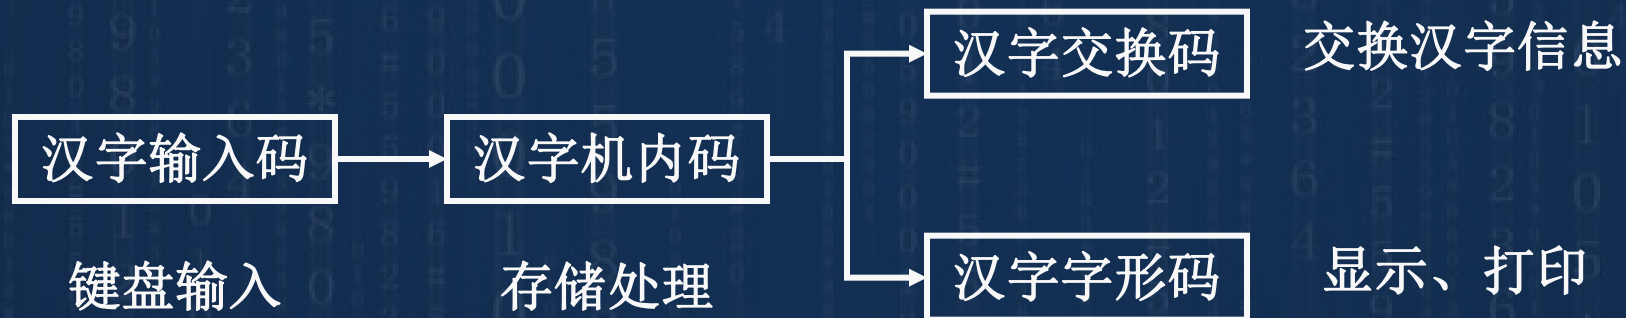 汉字交换码 交换汉字信息
汉字输入码 汉字机内码
键盘输入 存储处理
汉字字形码 显示、打印